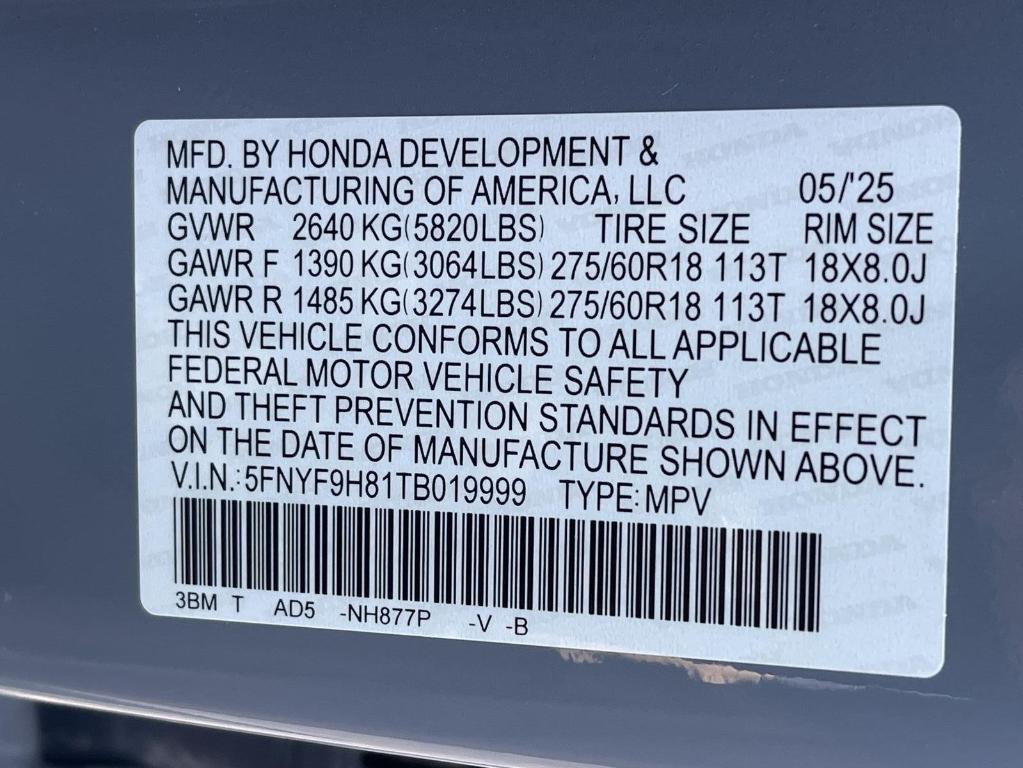 MFD. BY HONDA DEVELOPMENT &
MANUFACTURING OF AMERICA, LLC 05/'25
GVWR 2640 KG(5820LBS) TIRE SIZE RIM SIZE
GAWR F 1390 KG(3064LBS) 275/60R18 113T 18X8.0J
GAWR R 1485 KG(3274LBS) 275/60R18 113T 18X8.0J
THIS VEHICLE CONFORMS TO ALL APPLICABLE
FEDERAL MOTOR VEHICLE SAFETY
AND THEFT PREVENTION STANDARDS IN EFFECT
ON THE DATE OF MANUFACTURE SHOWN ABOVE.
V.I.N.:5FNYF9H81TB019999 TYPE:MPV
3BM T AD5 -NH877P -V -B